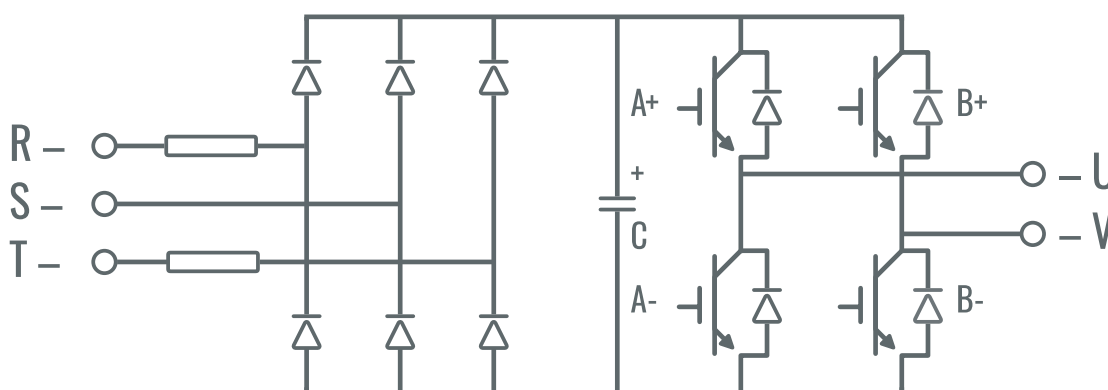 R –
S –
T –
A+
B+
+
C
A-
B-
– U
– V